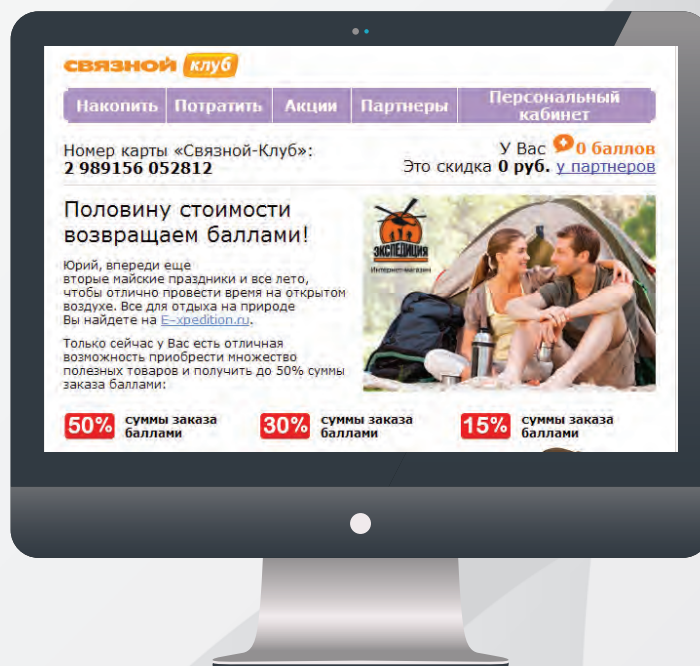 связной клуб
Накопить Потратить Акции Партнеры Персональный кабинет
Номер карты «Связной-Клуб»:
2 989156 052812
У Вас 0 баллов
Это скидка 0 руб. у партнеров
Половину стоимости
возвращаем баллами!
Юрий, впереди еще
вторые майские праздники и все лето,
чтобы отлично провести время на открытом
воздухе. Все для отдыха на природе
Вы найдете на E-xpedition.ru.
Только сейчас у Вас есть отличная
возможность приобрести множество
полезных товаров и получить до 50% суммы
заказа баллами:
ЭКСПЕДИЦИЯ
Интернет-магазин
50% суммы заказа
баллами
30% суммы заказа
баллами
15% суммы заказа
баллами